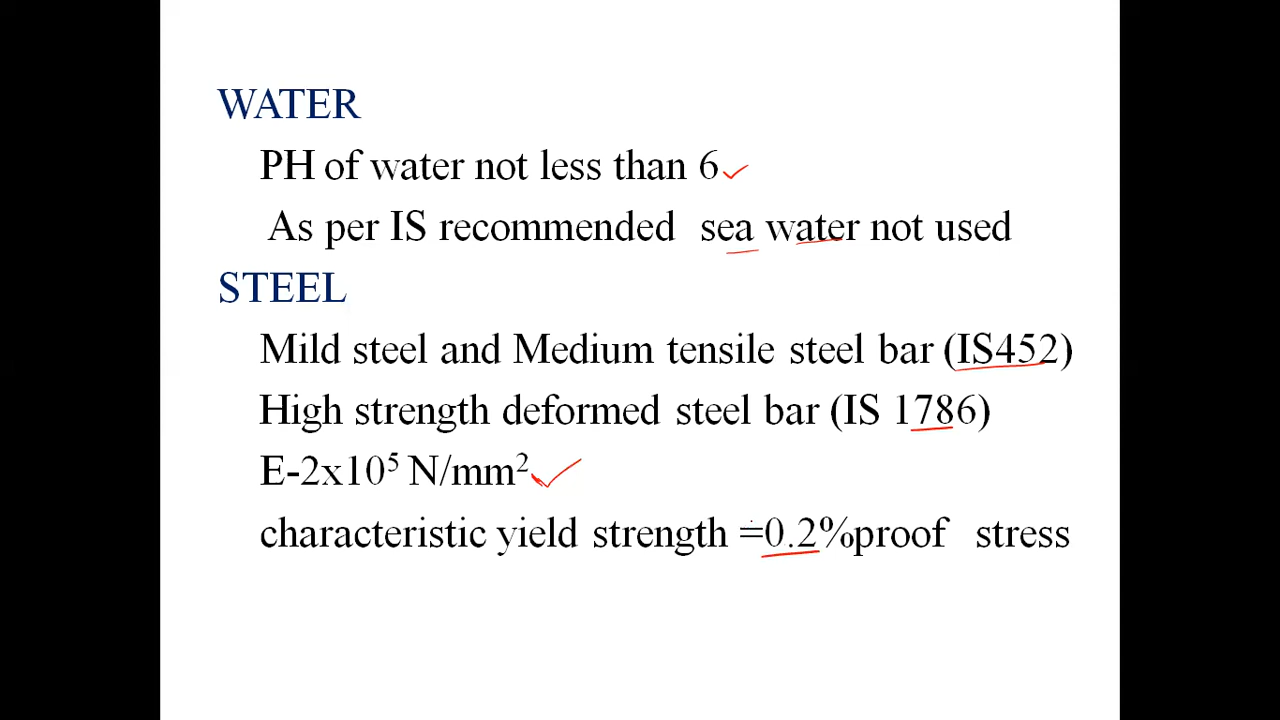 WATER
PH of water not less than 6
As per IS recommended sea water not used
STEEL
Mild steel and Medium tensile steel bar (IS452)
High strength deformed steel bar (IS 1786)
E-2x10⁵ N/mm²
characteristic yield strength =0.2%proof stress